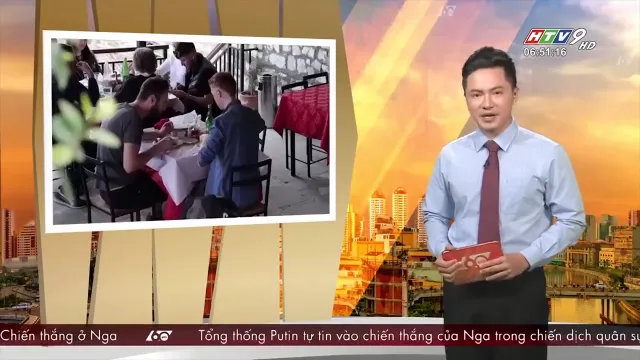 HTV9 HD
06:51:16
Chiến thắng ở Nga 60 Tổng thống Putin tự tin vào chiến thắng của Nga trong chiến dịch quân sự